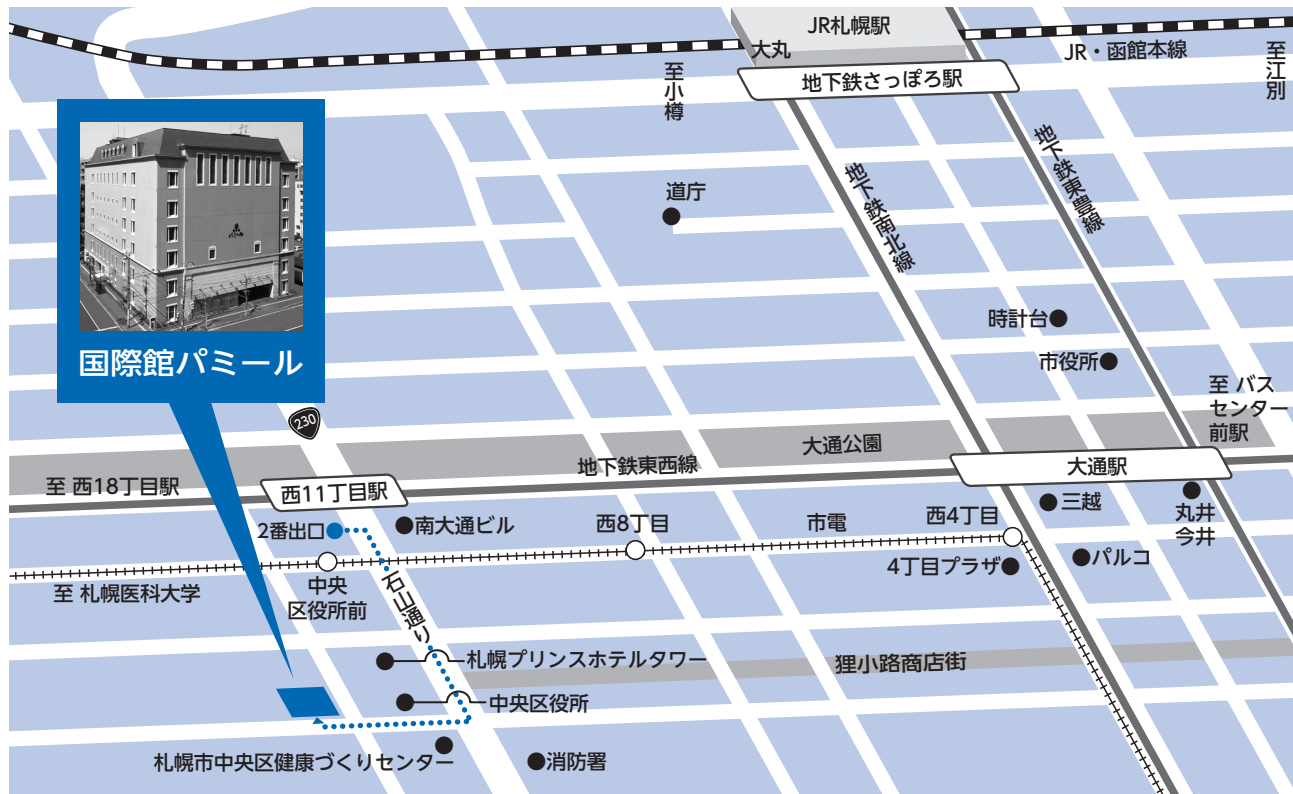 JR札幌駅
大丸
JR・函館本線
至江別
至小樽
地下鉄さっぽろ駅
地下鉄南北線
地下鉄東豊線
道庁
時計台
市役所
国際館パミール
230
至 バス
センター
前駅
大通公園
地下鉄東西線
大通駅
至 西18丁目駅
西11丁目駅
2番出口
南大通ビル
西8丁目
市電
西4丁目
三越
丸井
今井
パルコ
4丁目プラザ
至 札幌医科大学
中央
区役所前
石山通り
札幌プリンスホテルタワー
狸小路商店街
中央区役所
札幌市中央区健康づくりセンター
消防署